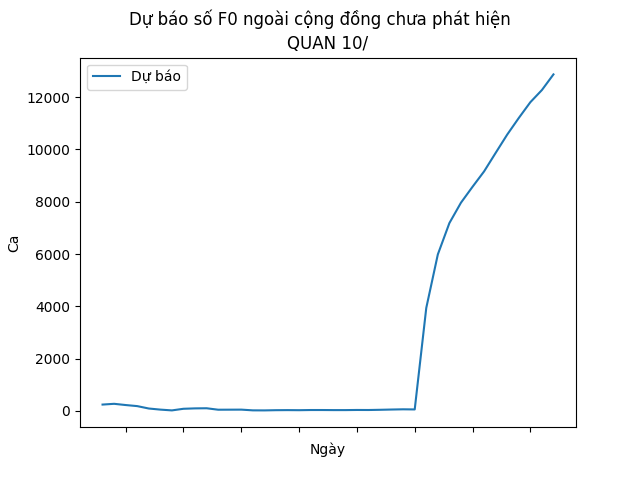 Dự báo số F0 ngoài cộng đồng chưa phát hiện
QUAN 10/
Dự báo
12000
10000
8000
6000
4000
2000
0
Ca
Ngày